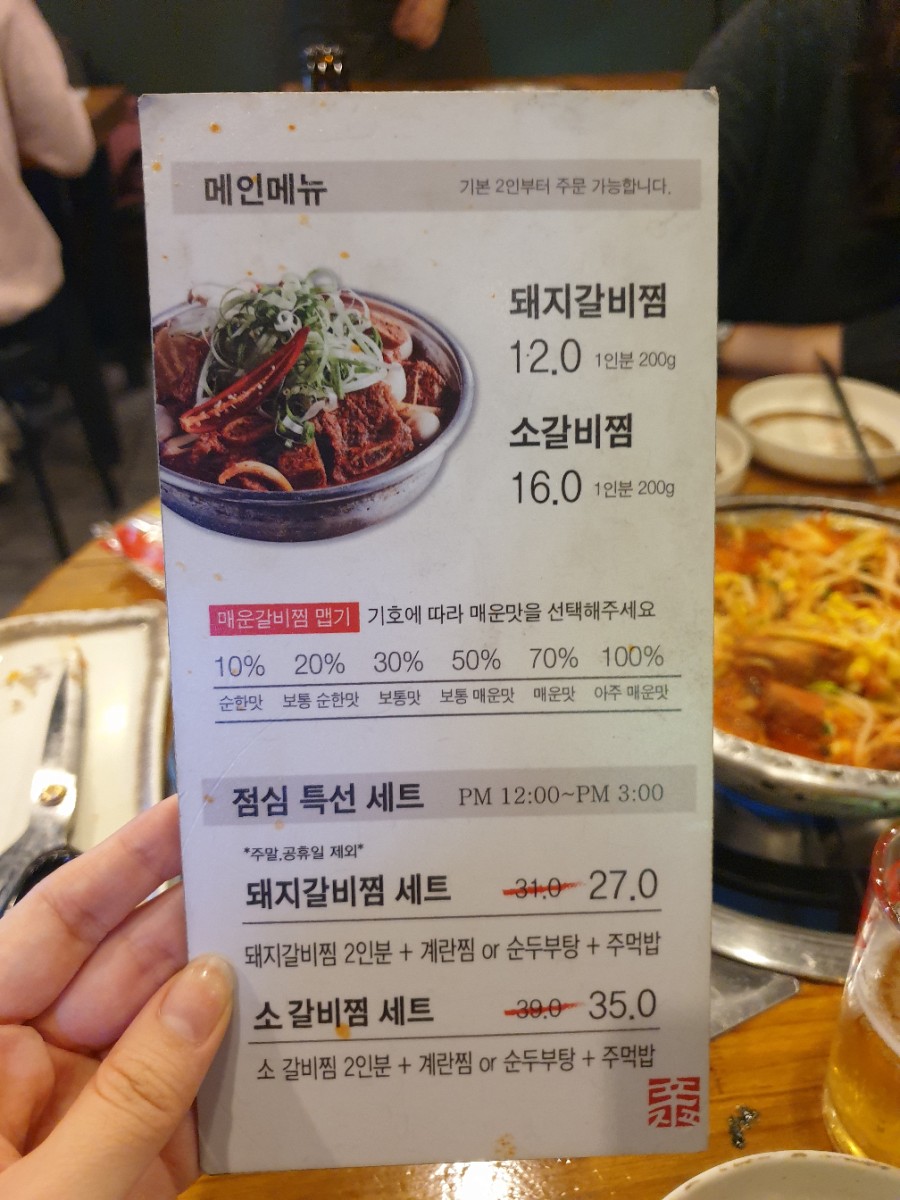 메인메뉴 기본 2인부터 주문 가능합니다.
돼지갈비찜
12.0 1인분 200g
소갈비찜
16.0 1인분 200g
매운갈비찜 맵기 기호에 따라 매운맛을 선택해주세요
10% 20% 30% 50% 70% 100%
순한맛 보통 순한맛 보통맛 보통 매운맛 매운맛 아주 매운맛
점심 특선 세트 PM 12:00~PM 3:00
*주말,공휴일 제외*
돼지갈비찜 세트 31.0 27.0
돼지갈비찜 2인분 + 계란찜 or 순두부탕 + 주먹밥
소갈비찜 세트 39.0 35.0
소 갈비찜 2인분 + 계란찜 or 순두부탕 + 주먹밥